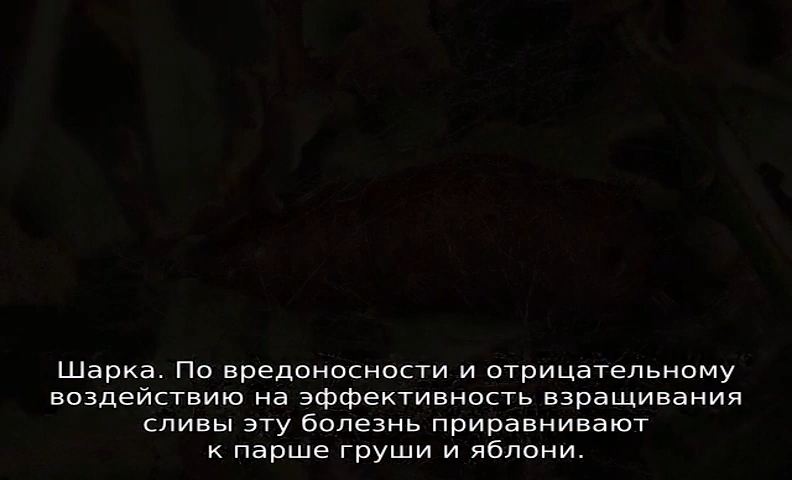 Шарка. По вредоносности и отрицательному
воздействию на эффективность взращивания
сливы эту болезнь приравнивают
к парше груши и яблони.